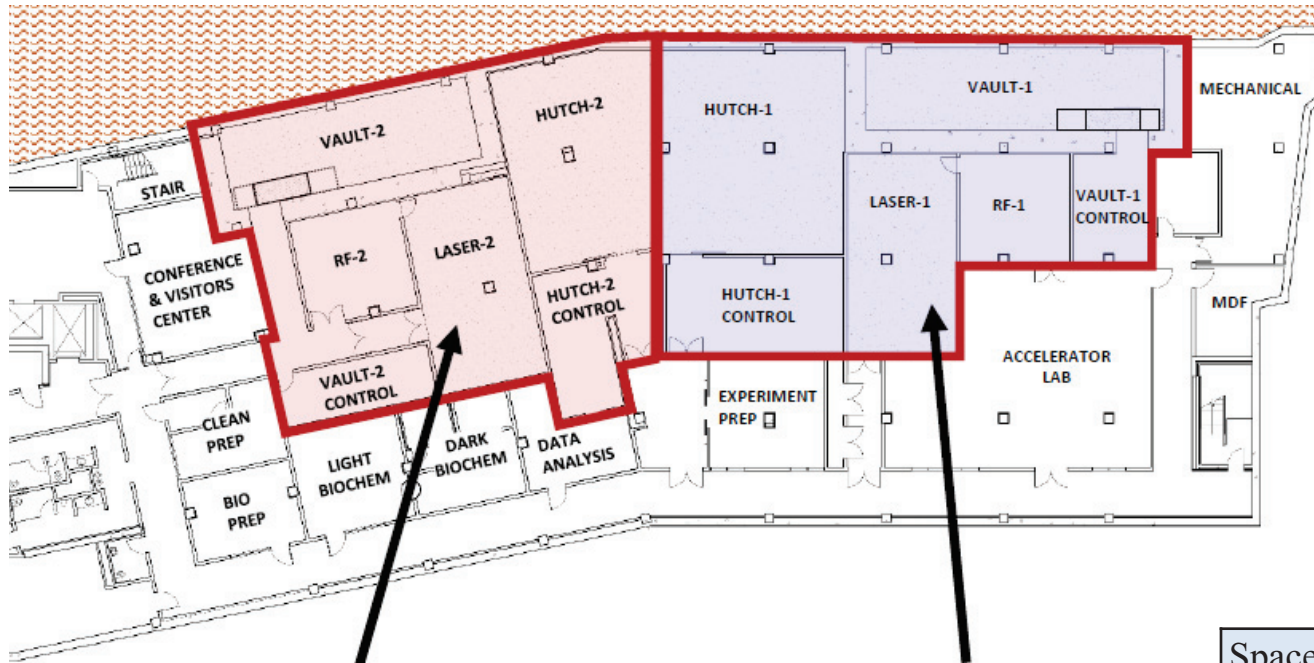 VAULT-2
HUTCH-2
HUTCH-1
VAULT-1
MECHANICAL
STAIR
CONFERENCE
& VISITORS
CENTER
RF-2
LASER-2
HUTCH-2
CONTROL
LASER-1
RF-1
VAULT-1
CONTROL
HUTCH-1
CONTROL
MDF
VAULT-2
CONTROL
ACCELERATOR
LAB
EXPERIMENT
PREP
CLEAN
PREP
LIGHT
BIOCHEM
DARK
BIOCHEM
DATA
ANALYSIS
BIO
PREP
Space